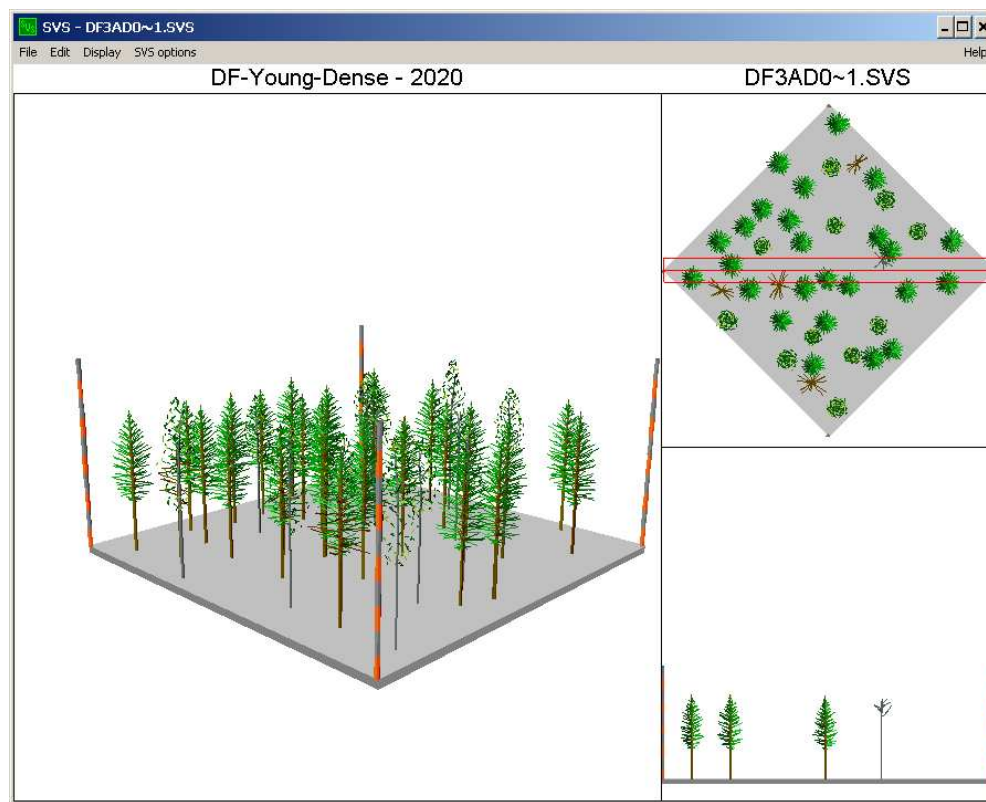 SVS - DF3AD0~1.SVS
File Edit Display SVS options Help
DF-Young-Dense - 2020
DF3AD0~1.SVS